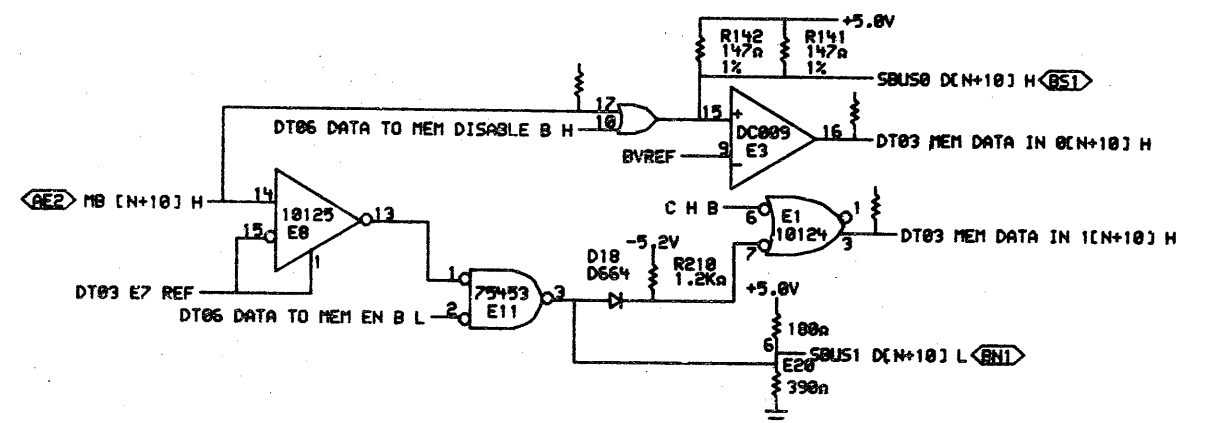 +5.0V
R142
147Ω
1%
R141
147Ω
1%
SBUS0 D[N+10] H BS1
17
DT06 DATA TO MEM DISABLE B H 10
15 +
DC009 16 DT03 MEM DATA IN 0[N+10] H
BVREF 9 E3
-
AE2 MB [N+10] H 14
15 10125 13
E8
1
C H B 6 E1 1
10124
7 3 DT03 MEM DATA IN 1[N+10] H
D18
D664
-5.2V
R210
1.2KΩ
DT03 E7 REF
1
75453 3
DT06 DATA TO MEM EN B L 2 E11
+5.0V
180Ω
6 SBUS1 D[N+10] L BN1
E20
390Ω